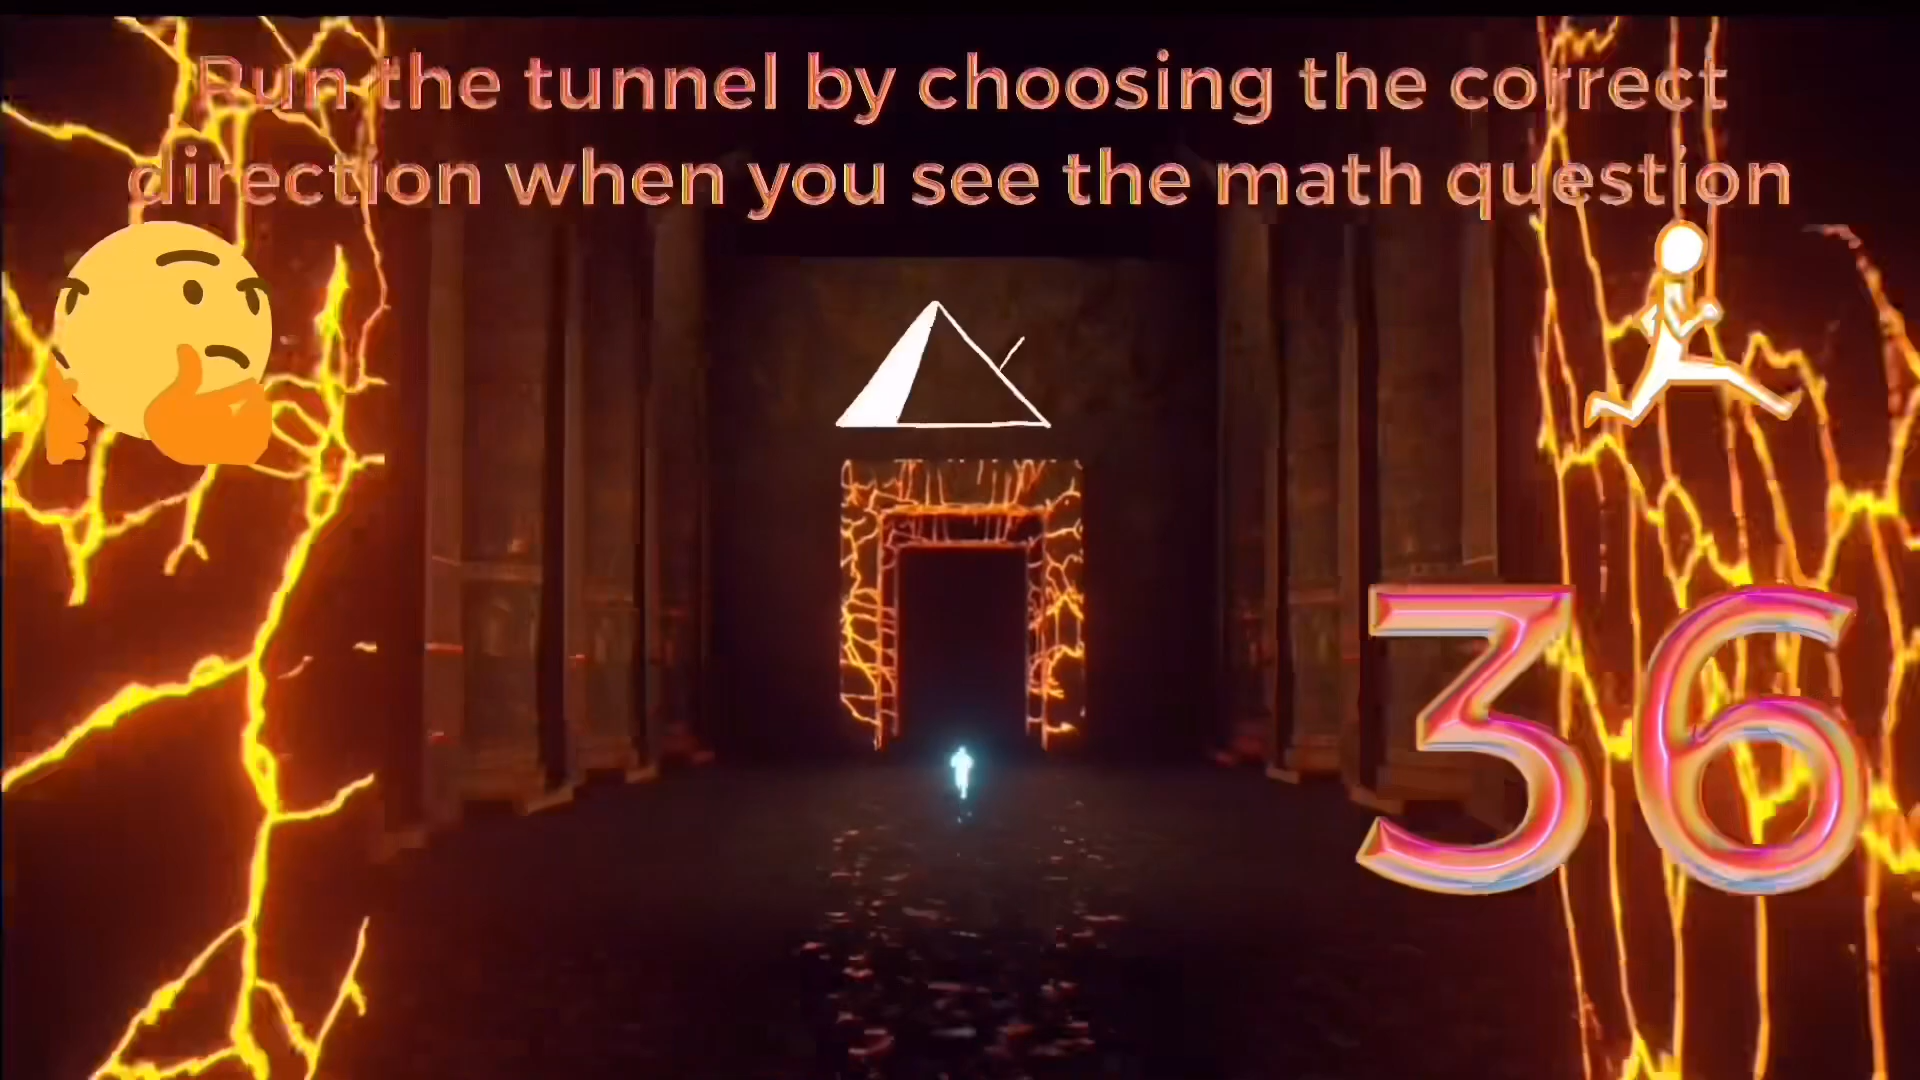 Run the tunnel by choosing the correct
direction when you see the math question
36